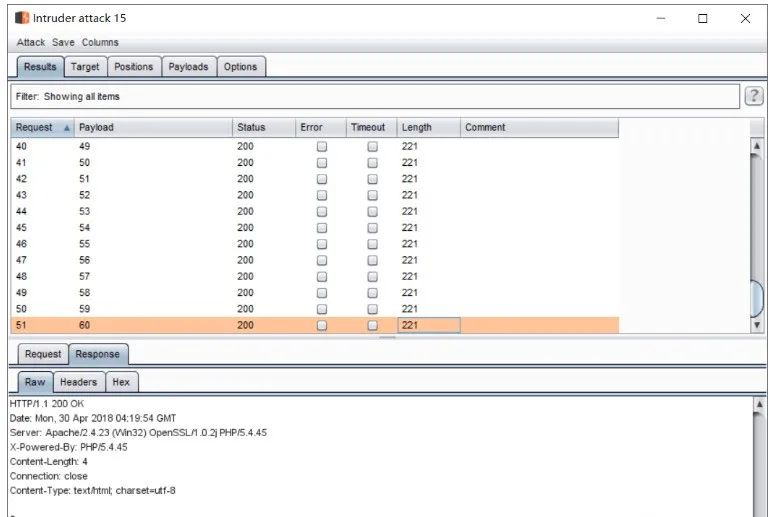 Intruder attack 15
Attack Save Columns
Results Target Positions Payloads Options
Filter: Showing all items ?
Request Payload Status Error Timeout Length Comment
40 49 200 221
41 50 200 221
42 51 200 221
43 52 200 221
44 53 200 221
45 54 200 221
46 55 200 221
47 56 200 221
48 57 200 221
49 58 200 221
50 59 200 221
51 60 200 221
Request Response
Raw Headers Hex
HTTP/1.1 200 OK
Date: Mon, 30 Apr 2018 04:19:54 GMT
Server: Apache/2.4.23 (Win32) OpenSSL/1.0.2j PHP/5.4.45
X-Powered-By: PHP/5.4.45
Content-Length: 4
Connection: close
Content-Type: text/html; charset=utf-8